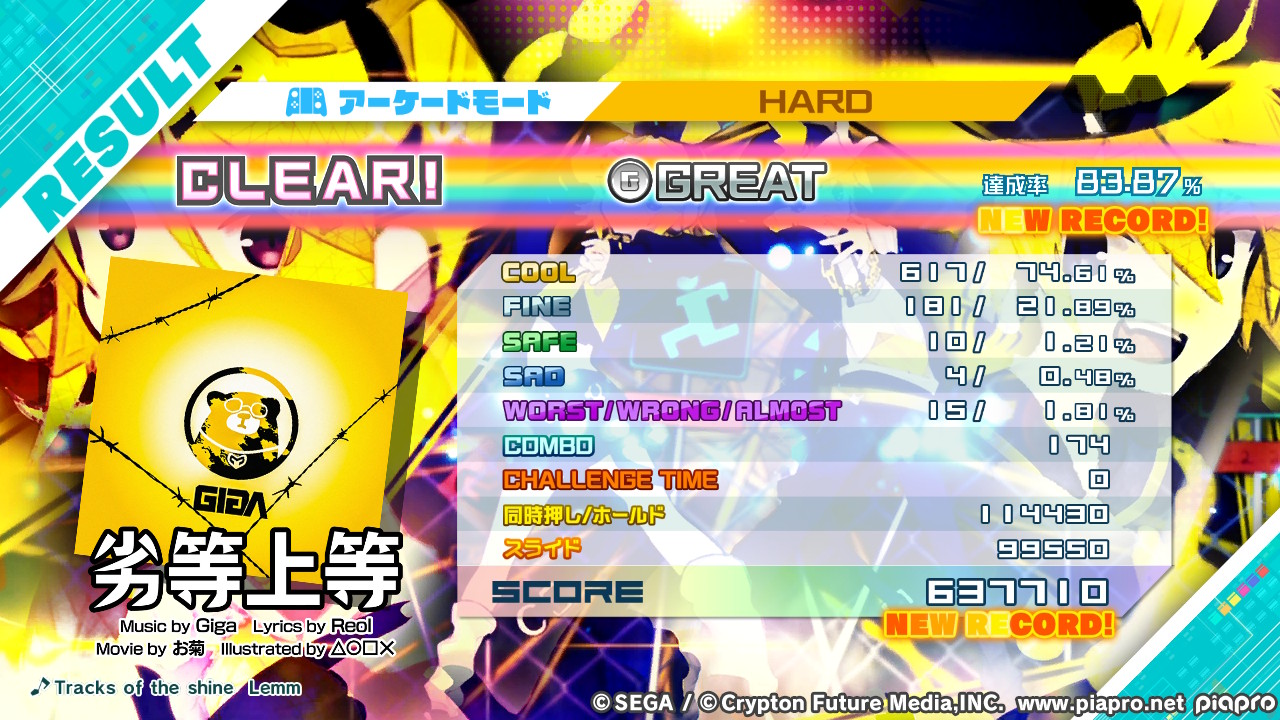 RESULT
アーケードモード HARD
CLEAR! G GREAT 達成率 83.87%
NEW RECORD!
COOL 617/ 74.61%
FINE 181/ 21.89%
SAFE 10/ 1.21%
SAD 4/ 0.48%
WORST/WRONG/ALMOST 15/ 1.81%
COMBO 174
CHALLENGE TIME 0
同時押し/ホールド 114430
スライド 99550
SCORE 637710
NEW RECORD!
GIGA
劣等上等
Music by Giga Lyrics by Reol
Movie by お菊 Illustrated by △○□×
♪Tracks of the shine Lemm
© SEGA / © Crypton Future Media,INC. www.piapro.net piapro